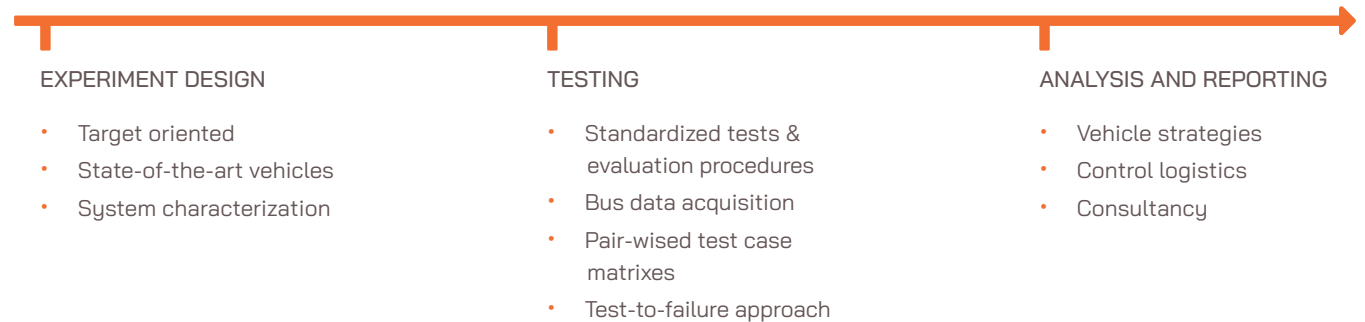 EXPERIMENT DESIGN
• Target oriented
• State-of-the-art vehicles
• System characterization
TESTING
• Standardized tests &
evaluation procedures
• Bus data acquisition
• Pair-wised test case
matrixes
• Test-to-failure approach
ANALYSIS AND REPORTING
• Vehicle strategies
• Control logistics
• Consultancy